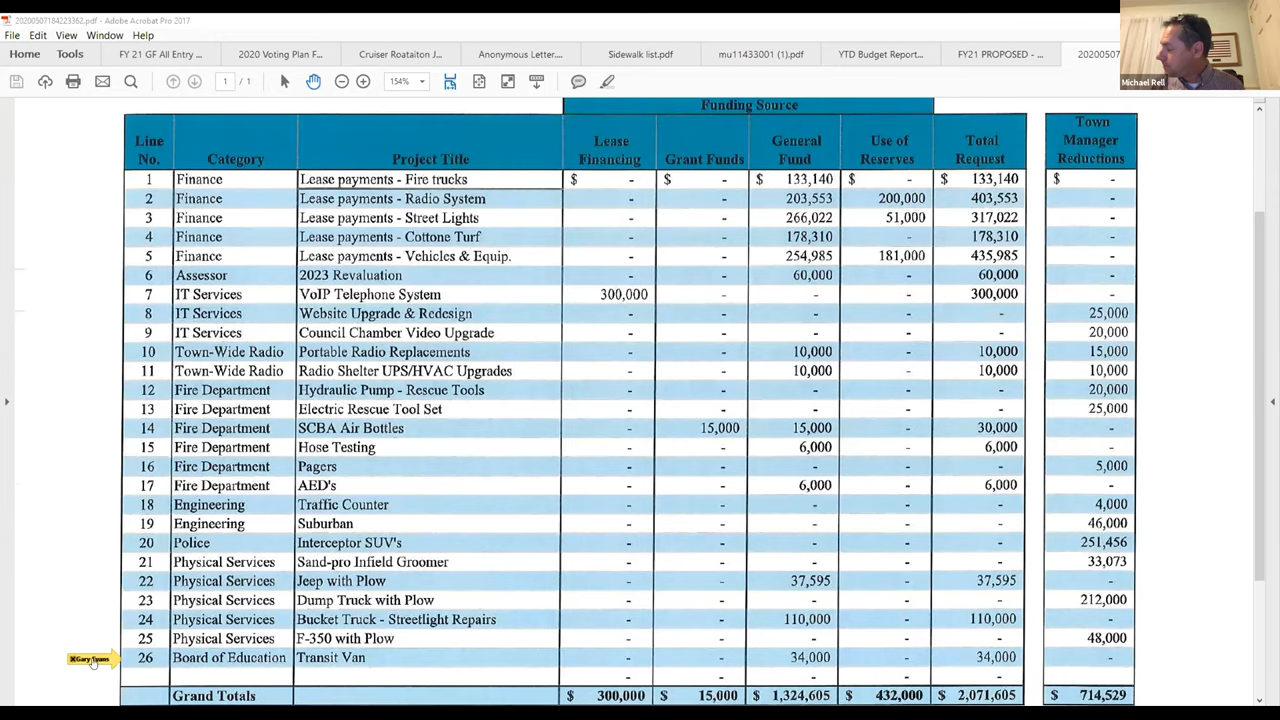 20200507184223362.pdf - Adobe Acrobat Pro 2017
File Edit View Window Help
Home Tools FY 21 GF All Entry ... 2020 Voting Plan F... Cruiser Roataiton J... Anonymous Letter.... Sidewalk list.pdf mu11433001 (1).pdf YTD Budget Report... FY21 PROPOSED - ... 2020050
1 / 1 154%
Michael Rell
Funding Source
Line No. Category Project Title Lease Financing Grant Funds General Fund Use of Reserves Total Request Town Manager Reductions
1 Finance Lease payments - Fire trucks $ - $ - $ 133,140 $ - $ 133,140 $ -
2 Finance Lease payments - Radio System - - 203,553 200,000 403,553 -
3 Finance Lease payments - Street Lights - - 266,022 51,000 317,022 -
4 Finance Lease payments - Cottone Turf - - 178,310 - 178,310 -
5 Finance Lease payments - Vehicles & Equip. - - 254,985 181,000 435,985 -
6 Assessor 2023 Revaluation - - 60,000 - 60,000 -
7 IT Services VoIP Telephone System 300,000 - - - 300,000 -
8 IT Services Website Upgrade & Redesign - - - - - 25,000
9 IT Services Council Chamber Video Upgrade - - - - - 20,000
10 Town-Wide Radio Portable Radio Replacements - - 10,000 - 10,000 15,000
11 Town-Wide Radio Radio Shelter UPS/HVAC Upgrades - - 10,000 - 10,000 10,000
12 Fire Department Hydraulic Pump - Rescue Tools - - - - - 20,000
13 Fire Department Electric Rescue Tool Set - - - - - 25,000
14 Fire Department SCBA Air Bottles - 15,000 15,000 - 30,000 -
15 Fire Department Hose Testing - - 6,000 - 6,000 -
16 Fire Department Pagers - - - - - 5,000
17 Fire Department AED's - - 6,000 - 6,000 -
18 Engineering Traffic Counter - - - - - 4,000
19 Engineering Suburban - - - - - 46,000
20 Police Interceptor SUV's - - - - - 251,456
21 Physical Services Sand-pro Infield Groomer - - - - - 33,073
22 Physical Services Jeep with Plow - - 37,595 - 37,595 -
23 Physical Services Dump Truck with Plow - - - - - 212,000
24 Physical Services Bucket Truck - Streetlight Repairs - - 110,000 - 110,000 -
25 Physical Services F-350 with Plow - - - - - 48,000
Gary Evans
26 Board of Education Transit Van - - 34,000 - 34,000 -
- - - - - -
Grand Totals $ 300,000 $ 15,000 $ 1,324,605 $ 432,000 $ 2,071,605 $ 714,529